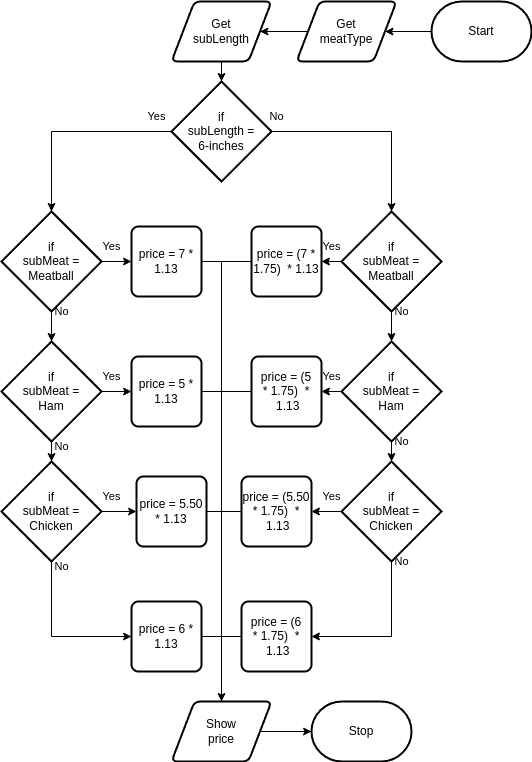 Get
subLength
Get
meatType
Start
if
subLength =
6-inches
Yes
No
if
subMeat =
Meatball
Yes
price = 7 *
1.13
price = (7 *
1.75)  * 1.13
Yes
if
subMeat =
Meatball
No
No
if
subMeat =
Ham
Yes
price = 5 *
1.13
price = (5
* 1.75)  *
1.13
Yes
if
subMeat =
Ham
No
No
if
subMeat =
Chicken
Yes
price = 5.50
* 1.13
price = (5.50
* 1.75)  *
1.13
Yes
if
subMeat =
Chicken
No
No
price = 6 *
1.13
price = (6
* 1.75)  *
1.13
Show
price
Stop